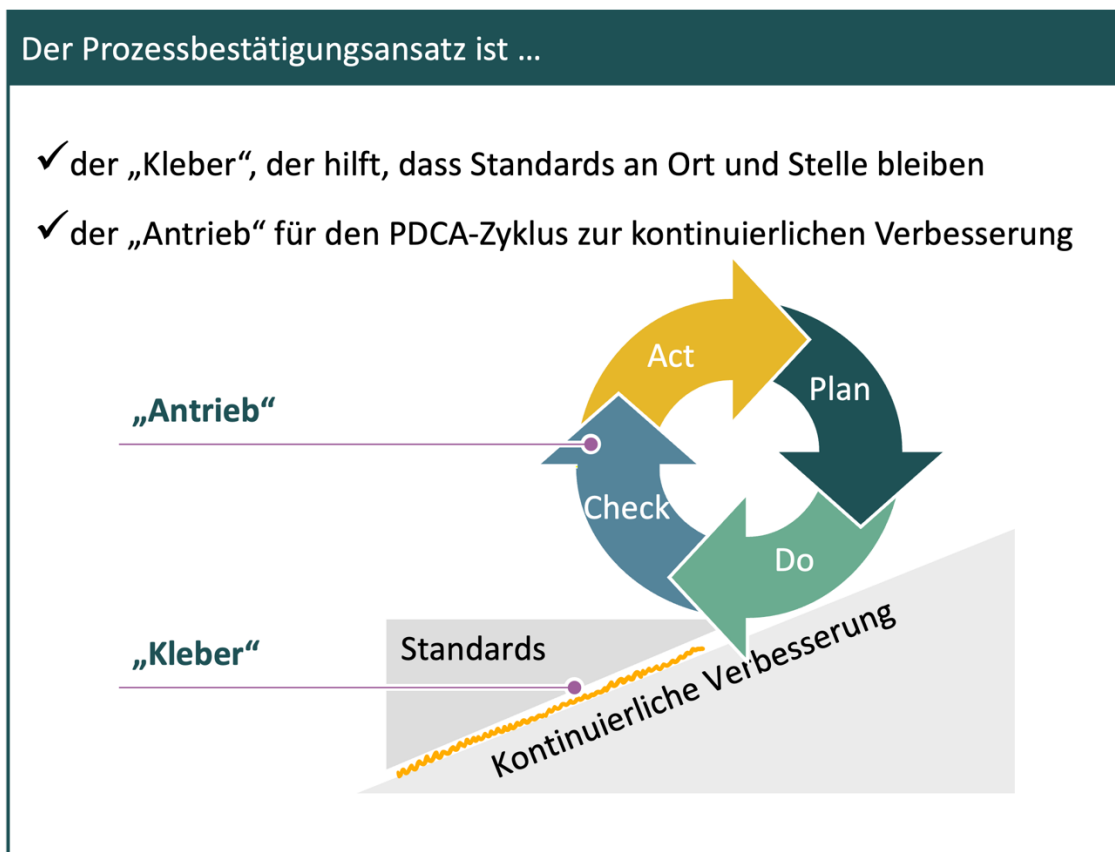 Der Prozessbestätigungsansatz ist …
✓ der „Kleber“, der hilft, dass Standards an Ort und Stelle bleiben
✓ der „Antrieb“ für den PDCA-Zyklus zur kontinuierlichen Verbesserung
Act
Plan
„Antrieb“
Check
Do
Standards
„Kleber“
Kontinuierliche Verbesserung